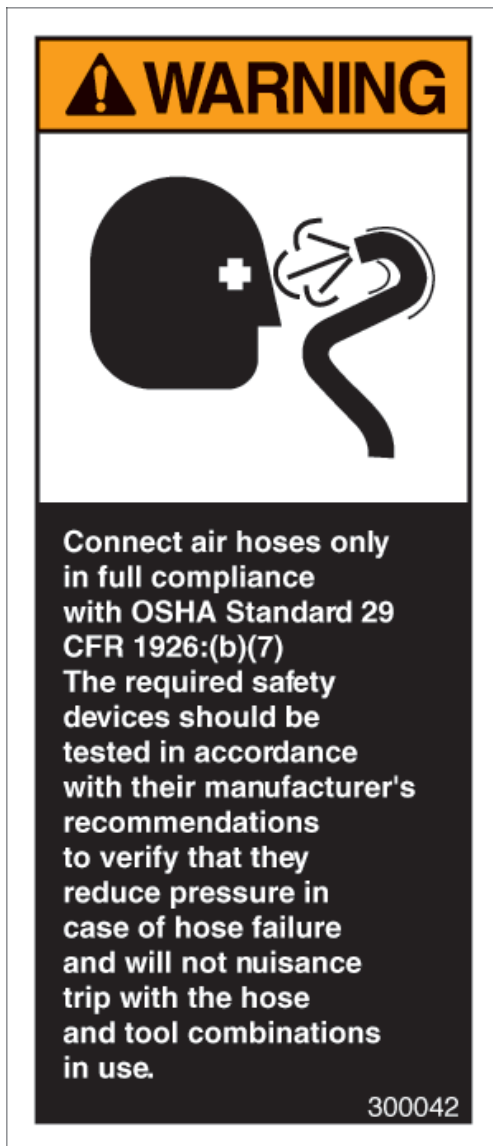 WARNING
Connect air hoses only
in full compliance
with OSHA Standard 29
CFR 1926:(b)(7)
The required safety
devices should be
tested in accordance
with their manufacturer's
recommendations
to verify that they
reduce pressure in
case of hose failure
and will not nuisance
trip with the hose
and tool combinations
in use.
300042